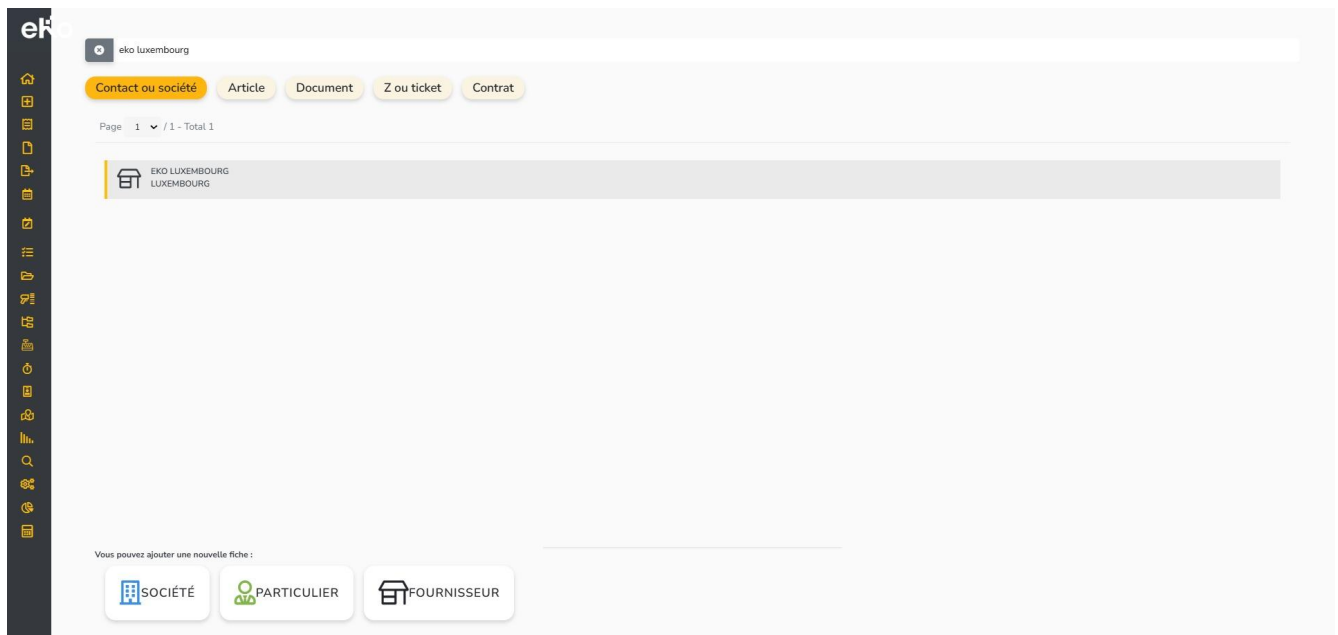 eko
eko luxembourg
Contact ou société Article Document Z ou ticket Contrat
Page 1 / 1 - Total 1
EKO LUXEMBOURG
LUXEMBOURG
Vous pouvez ajouter une nouvelle fiche :
SOCIÉTÉ PARTICULIER FOURNISSEUR